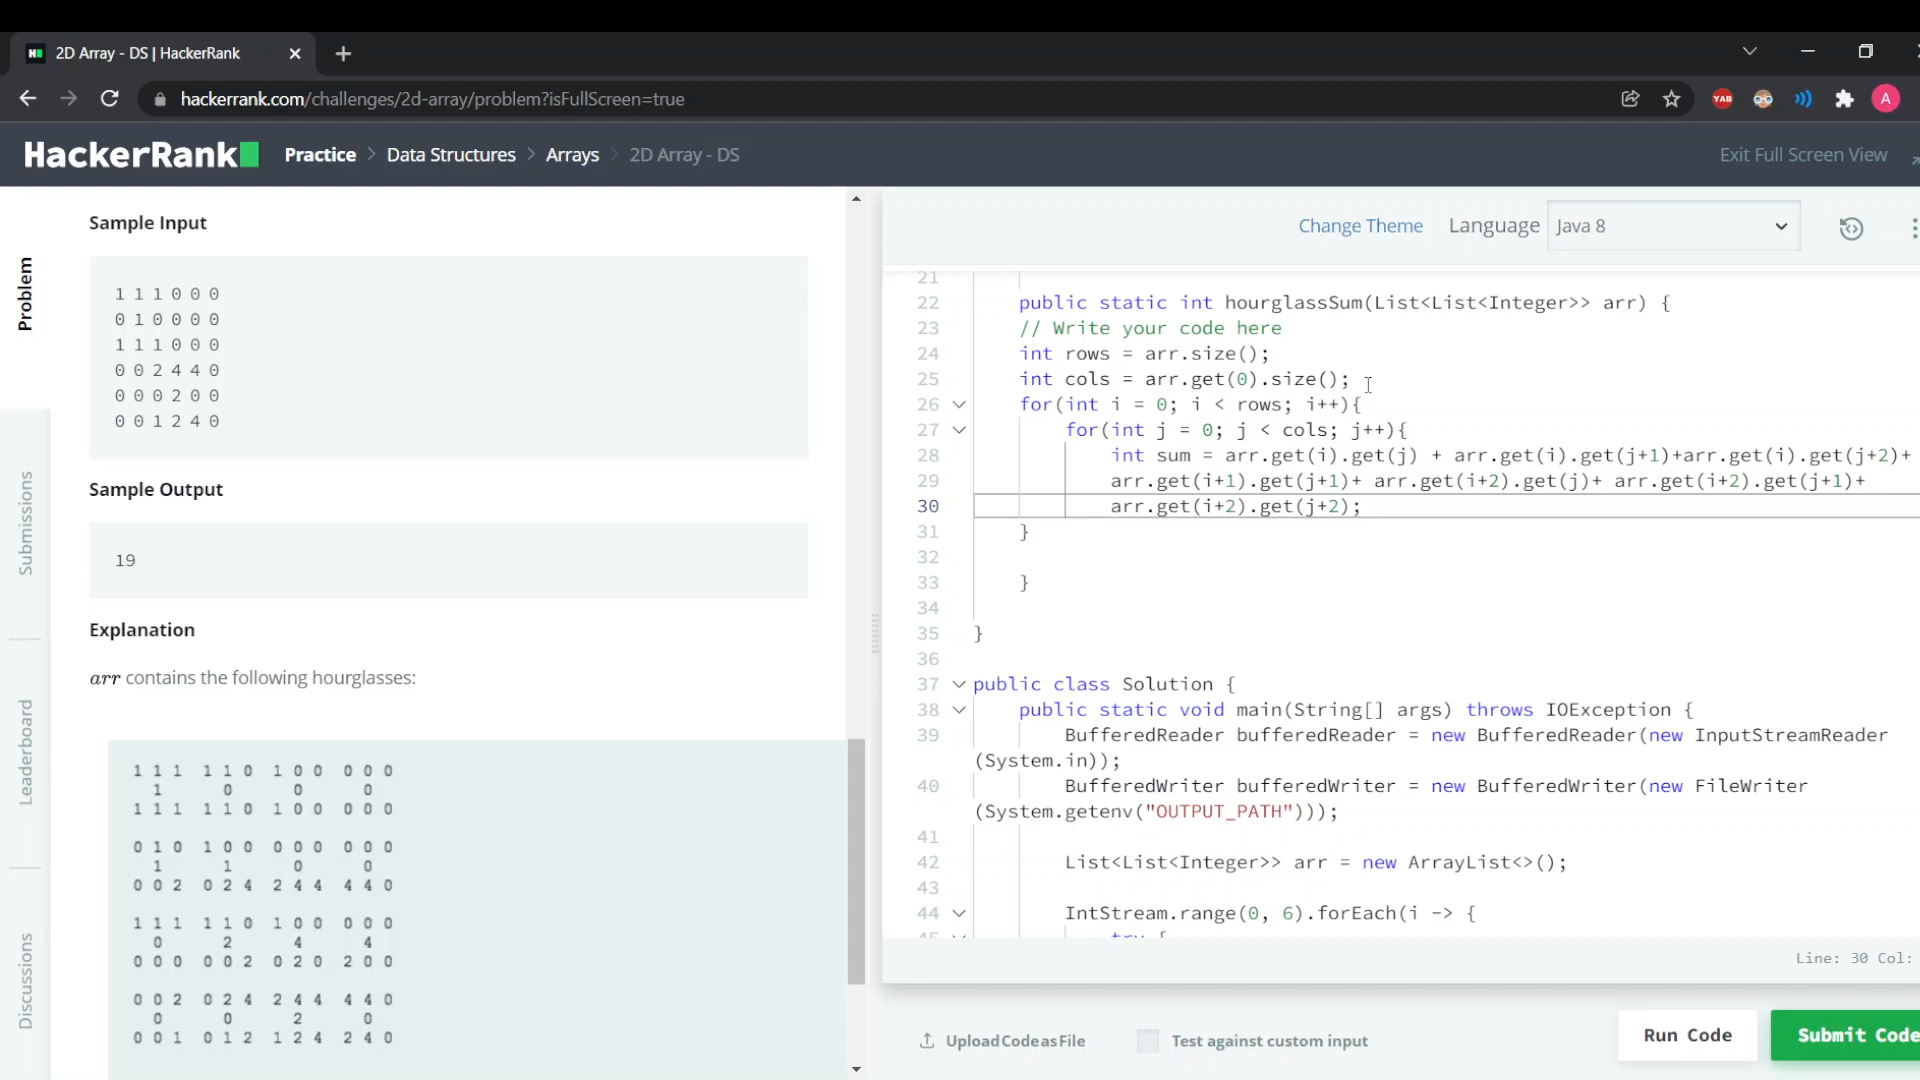 2D Array - DS | HackerRank
hackerrank.com/challenges/2d-array/problem?isFullScreen=true
YAB
A
HackerRank
Practice > Data Structures > Arrays > 2D Array - DS
Exit Full Screen View
Problem
Submissions
Leaderboard
Discussions
Sample Input
1 1 1 0 0 0
0 1 0 0 0 0
1 1 1 0 0 0
0 0 2 4 4 0
0 0 0 2 0 0
0 0 1 2 4 0
Sample Output
19
Explanation
arr contains the following hourglasses:
1 1 1 1 1 0 1 0 0 0 0 0
1 0 0 0
1 1 1 1 1 0 1 0 0 0 0 0
0 1 0 1 0 0 0 0 0 0 0 0
1 1 0 0
0 0 2 0 2 4 2 4 4 4 4 0
1 1 1 1 1 0 1 0 0 0 0 0
0 2 4 4
0 0 0 0 0 2 0 2 0 2 0 0
0 0 2 0 2 4 2 4 4 4 4 0
0 0 2 0
0 0 1 0 1 2 1 2 4 2 4 0
Change Theme Language Java 8
21
22 public static int hourglassSum(List<List<Integer>> arr) {
23 // Write your code here
24 int rows = arr.size();
25 int cols = arr.get(0).size();
26 for(int i = 0; i < rows; i++){
27 for(int j = 0; j < cols; j++){
28 int sum = arr.get(i).get(j) + arr.get(i).get(j+1)+arr.get(i).get(j+2)+
29 arr.get(i+1).get(j+1)+ arr.get(i+2).get(j)+ arr.get(i+2).get(j+1)+
30 arr.get(i+2).get(j+2);
31 }
32
33 }
34
35 }
36
37 public class Solution {
38 public static void main(String[] args) throws IOException {
39 BufferedReader bufferedReader = new BufferedReader(new InputStreamReader
(System.in));
40 BufferedWriter bufferedWriter = new BufferedWriter(new FileWriter
(System.getenv("OUTPUT_PATH")));
41
42 List<List<Integer>> arr = new ArrayList<>();
43
44 IntStream.range(0, 6).forEach(i -> {
45 try {
Line: 30 Col:
Upload Code as File
Test against custom input
Run Code
Submit Code